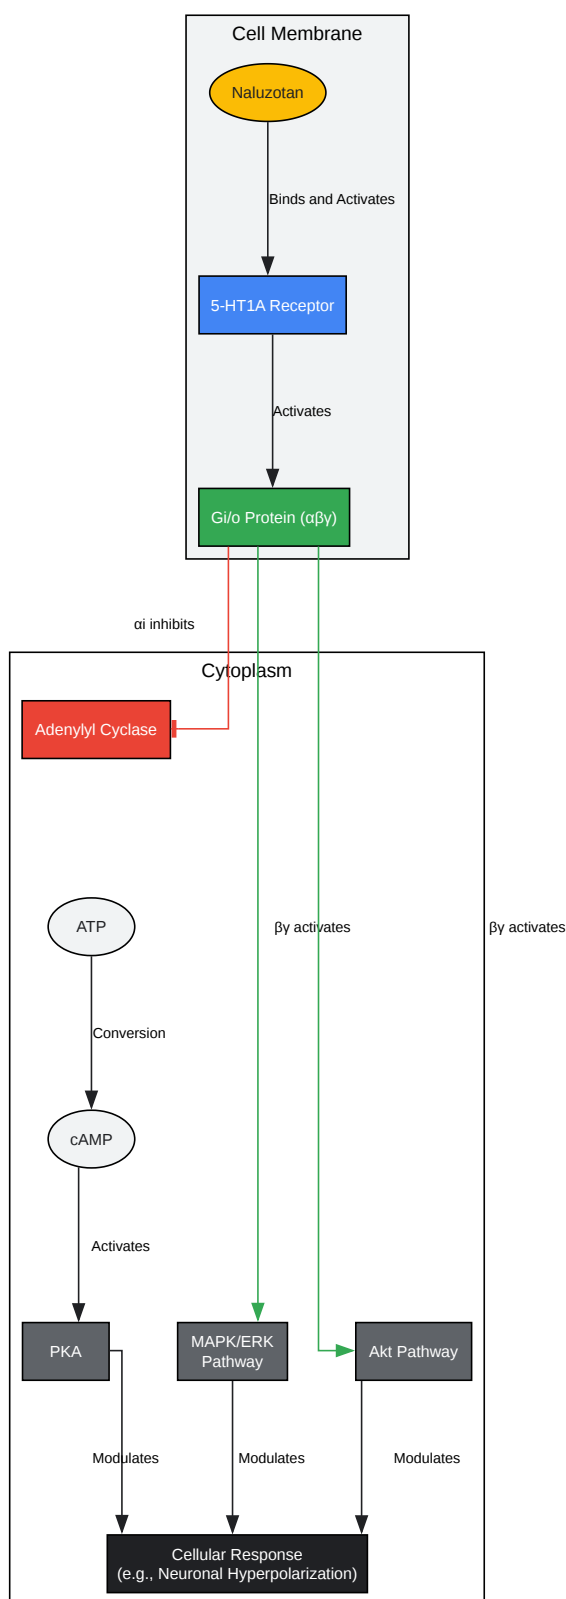 Cell Membrane
Naluzotan
Binds and Activates
5-HT1A Receptor
Activates
Gi/o Protein (αβγ)
αi inhibits
Cytoplasm
Adenylyl Cyclase
ATP
βγ activates
βγ activates
Conversion
cAMP
Activates
PKA
MAPK/ERK
Pathway
Akt Pathway
Modulates
Modulates
Modulates
Cellular Response
(e.g., Neuronal Hyperpolarization)